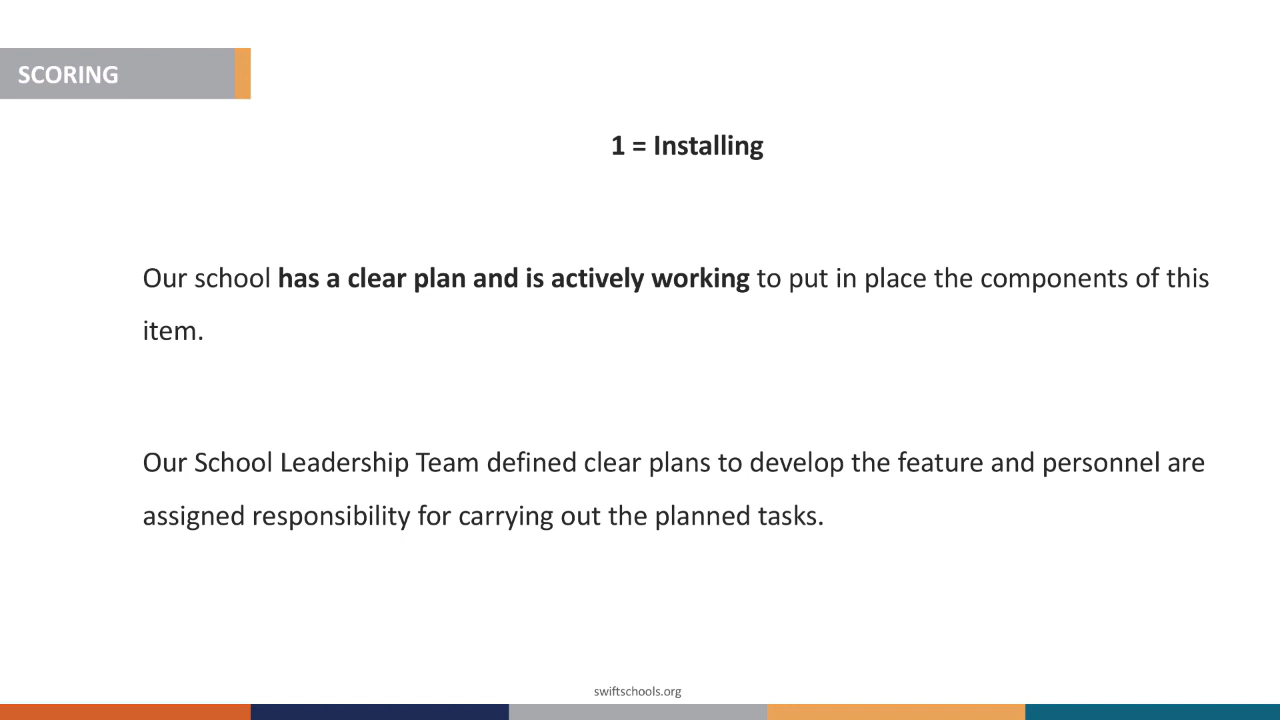 SCORING
1 = Installing
Our school has a clear plan and is actively working to put in place the components of this
item.
Our School Leadership Team defined clear plans to develop the feature and personnel are
assigned responsibility for carrying out the planned tasks.
swiftschools.org